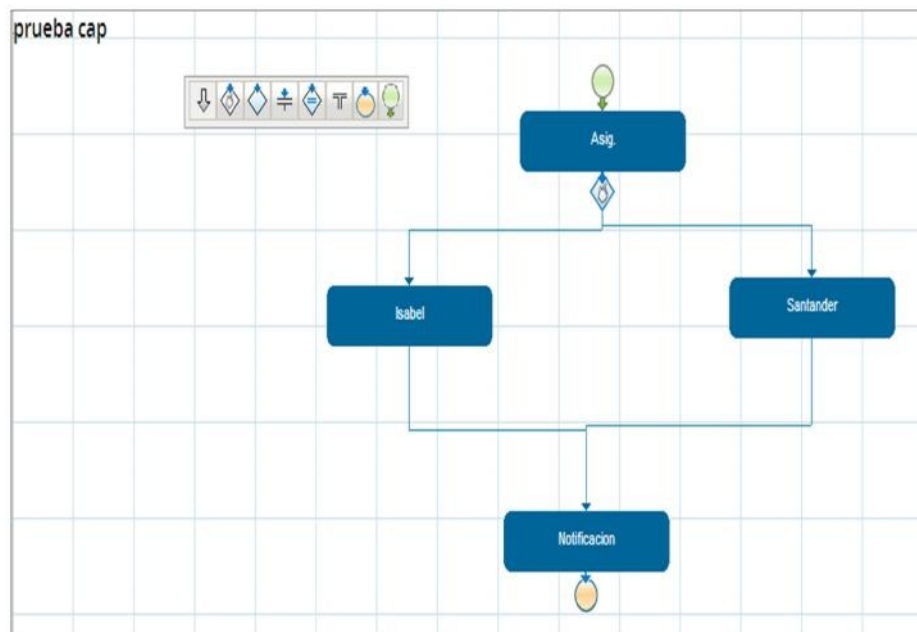 prueba cap
Asig.
Isabel
Santander
Notificacion